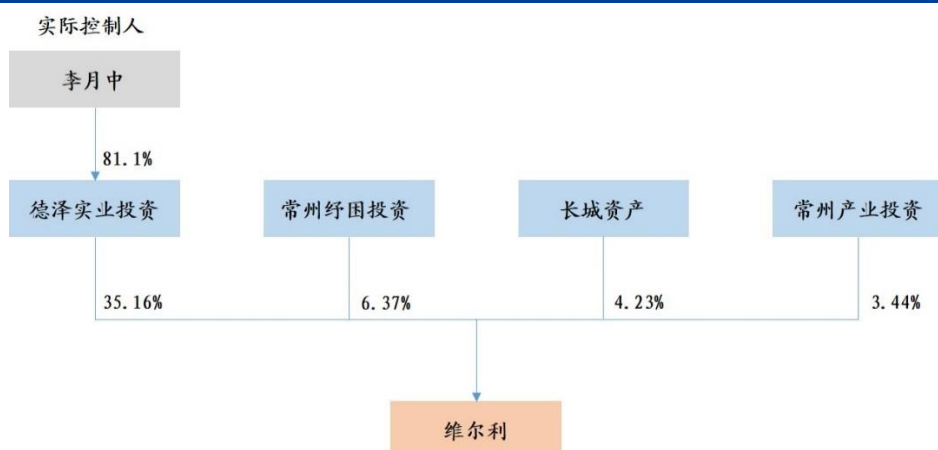 实际控制人
李月中
81.1%
德泽实业投资
常州纾困投资
长城资产
常州产业投资
35.16%
6.37%
4.23%
3.44%
维尔利